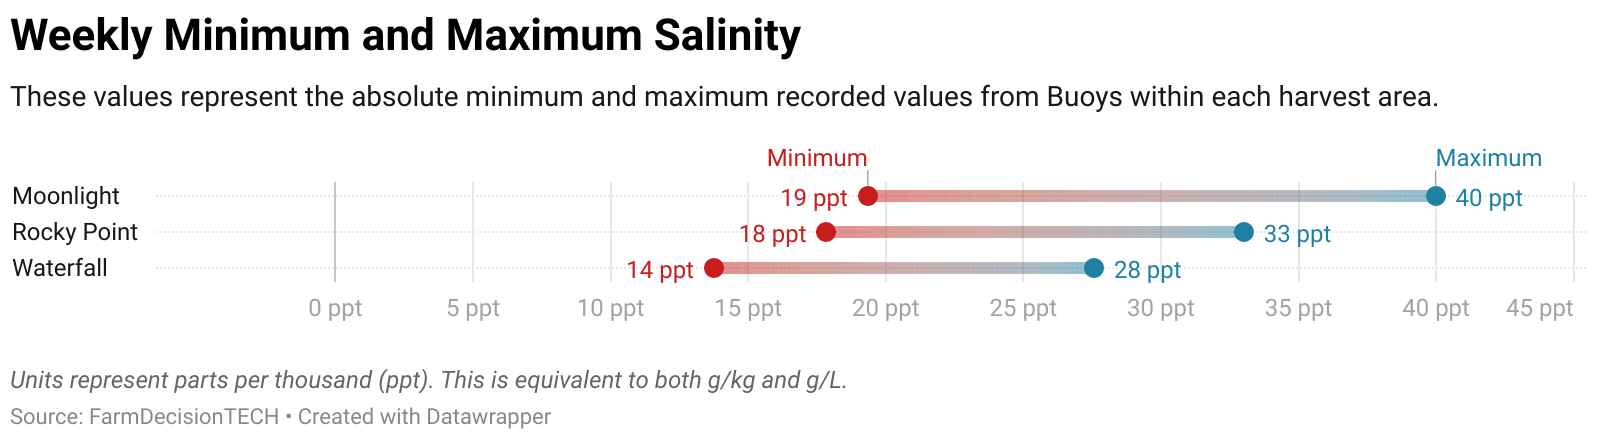 Weekly Minimum and Maximum Salinity
These values represent the absolute minimum and maximum recorded values from Buoys within each harvest area.
Minimum Maximum
Moonlight 19 ppt 40 ppt
Rocky Point 18 ppt 33 ppt
Waterfall 14 ppt 28 ppt
0 ppt 5 ppt 10 ppt 15 ppt 20 ppt 25 ppt 30 ppt 35 ppt 40 ppt 45 ppt
Units represent parts per thousand (ppt). This is equivalent to both g/kg and g/L.
Source: FarmDecisionTECH • Created with Datawrapper